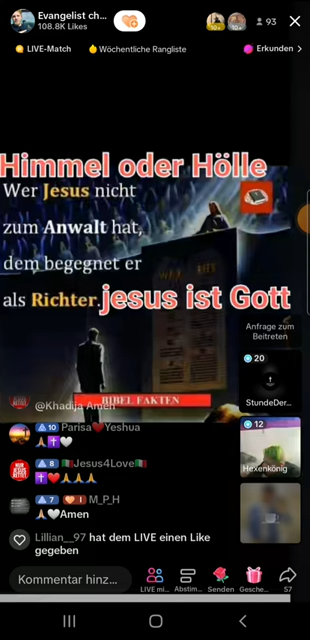 Evangelist ch...
108.8K Likes
10+
10+
93
LIVE-Match
Wöchentliche Rangliste
Erkunden
Himmel oder Hölle
Wer Jesus nicht
zum Anwalt hat,
dem begegnet er
als Richter.
jesus ist Gott
BIBEL FAKTEN
Anfrage zum
Beitreten
20
StundeDer...
12
Hexenkönig
@Khadija Amen
10 Parisa❤️Yeshua
🙏✝️🤍
8 🇮🇹Jesus4Love🇮🇹
✝️❤️🙏🙏🙏
7 1 M_P_H
🙏🤍Amen
Lillian__97 hat dem LIVE einen Like
gegeben
Kommentar hinz...
LIVE mi...
Abstim...
Senden
Gesche...
57